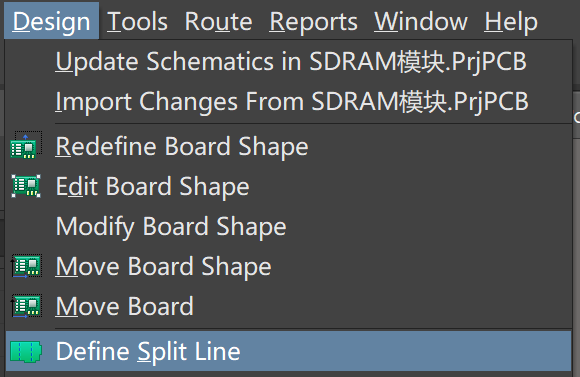 Design Tools Route Reports Window Help
Update Schematics in SDRAM模块.PrjPCB
Import Changes From SDRAM模块.PrjPCB
Redefine Board Shape
Edit Board Shape
Modify Board Shape
Move Board Shape
Move Board
Define Split Line